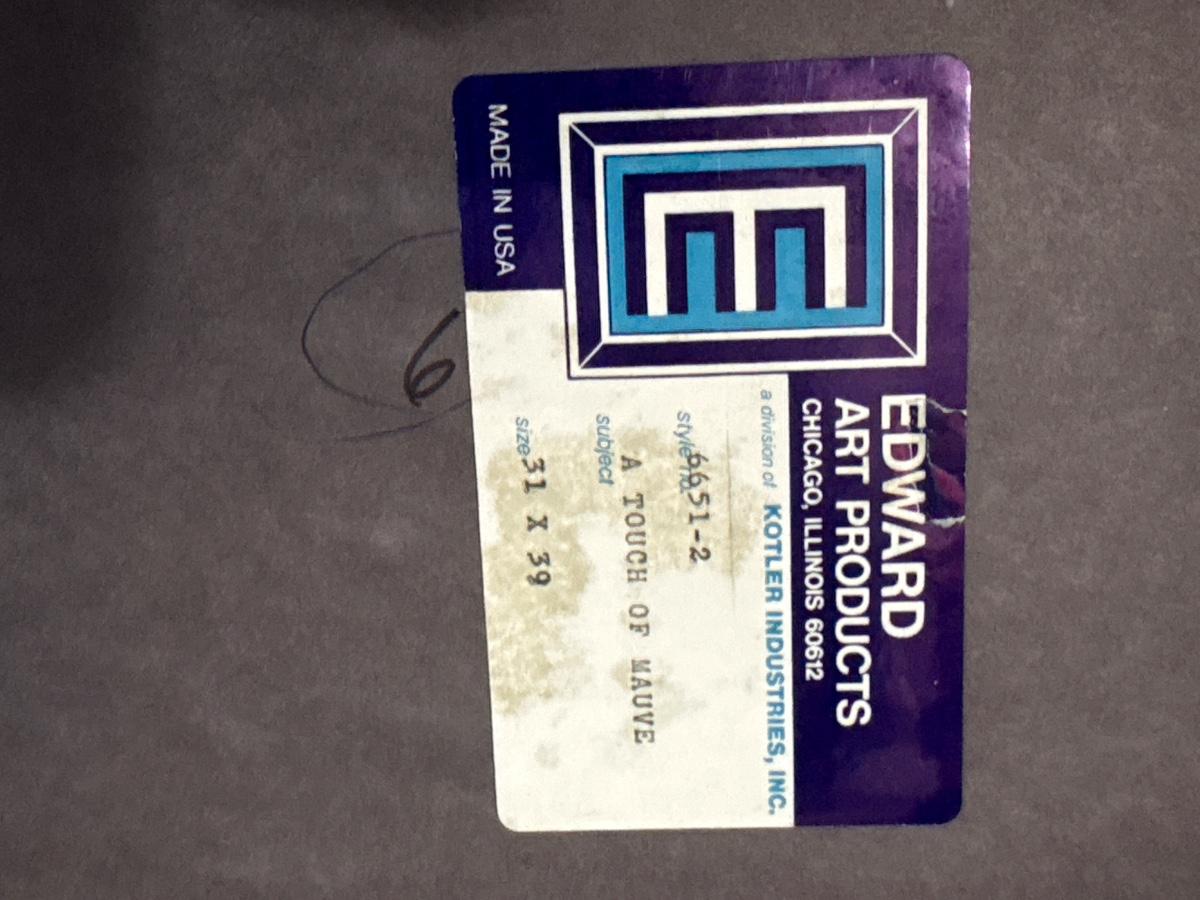 E
EDWARD
ART PRODUCTS
CHICAGO, ILLINOIS 60612
a division of KOTLER INDUSTRIES, INC.
style no. 6651-2
subject A TOUCH OF MAUVE
size 31 X 39
MADE IN USA
6